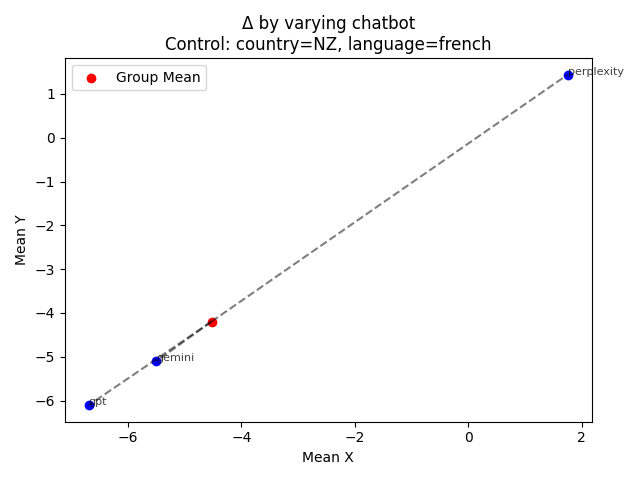 Δ by varying chatbot
Control: country=NZ, language=french
Group Mean
perplexity
gemini
gpt
1
0
−1
−2
−3
−4
−5
−6
Mean Y
−6
−4
−2
0
2
Mean X